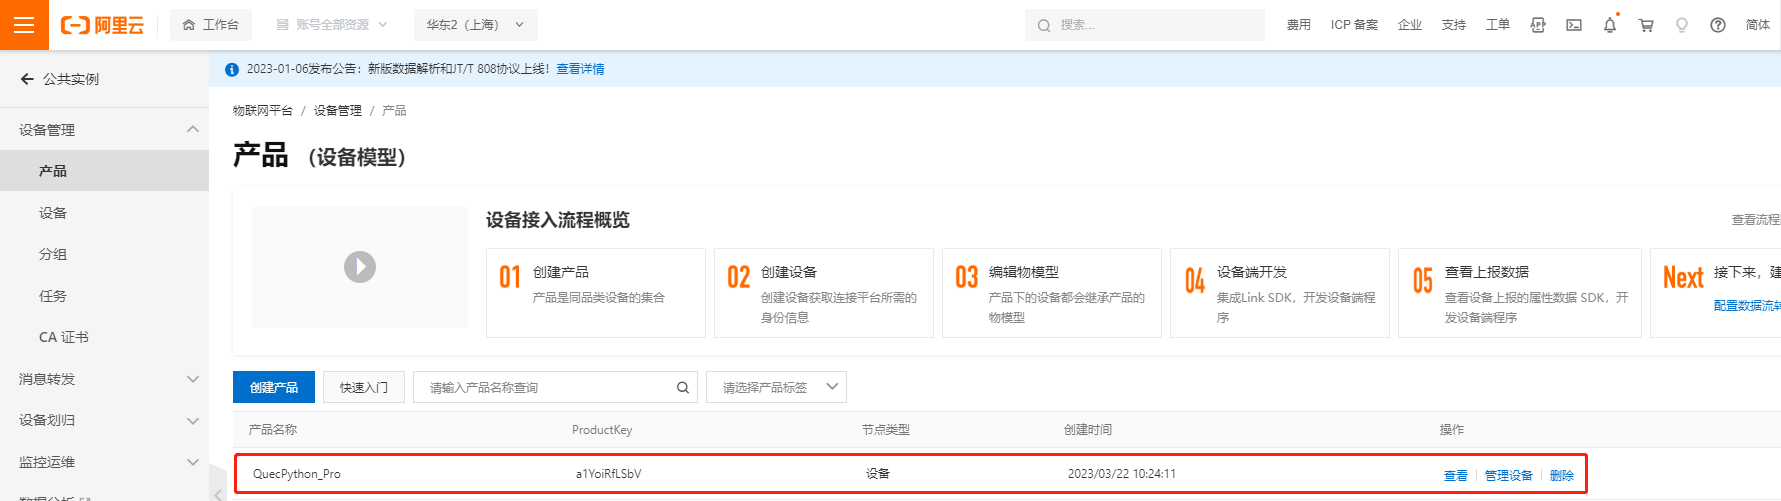 阿里云 工作台 账号全部资源 华东2（上海） 搜索... 费用 ICP 备案 企业 支持 工单 简体
公共实例
2023-01-06发布公告：新版数据解析和JT/T 808协议上线！查看详情
设备管理
产品
设备
分组
任务
CA 证书
消息转发
设备划归
监控运维
物联网平台 / 设备管理 / 产品
产品 （设备模型）
设备接入流程概览
查看流程
01 创建产品
产品是同品类设备的集合
02 创建设备
创建设备获取连接平台所需的
身份信息
03 编辑物模型
产品下的设备都会继承产品的
物模型
04 设备端开发
集成Link SDK，开发设备端程
序
05 查看上报数据
查看设备上报的属性数据 SDK，开
发设备端程序
Next 接下来，建
配置数据流转
创建产品 快速入门 请输入产品名称查询 请选择产品标签
产品名称 ProductKey 节点类型 创建时间 操作
QuecPython_Pro a1YoiRfLSbV 设备 2023/03/22 10:24:11 查看 管理设备 删除